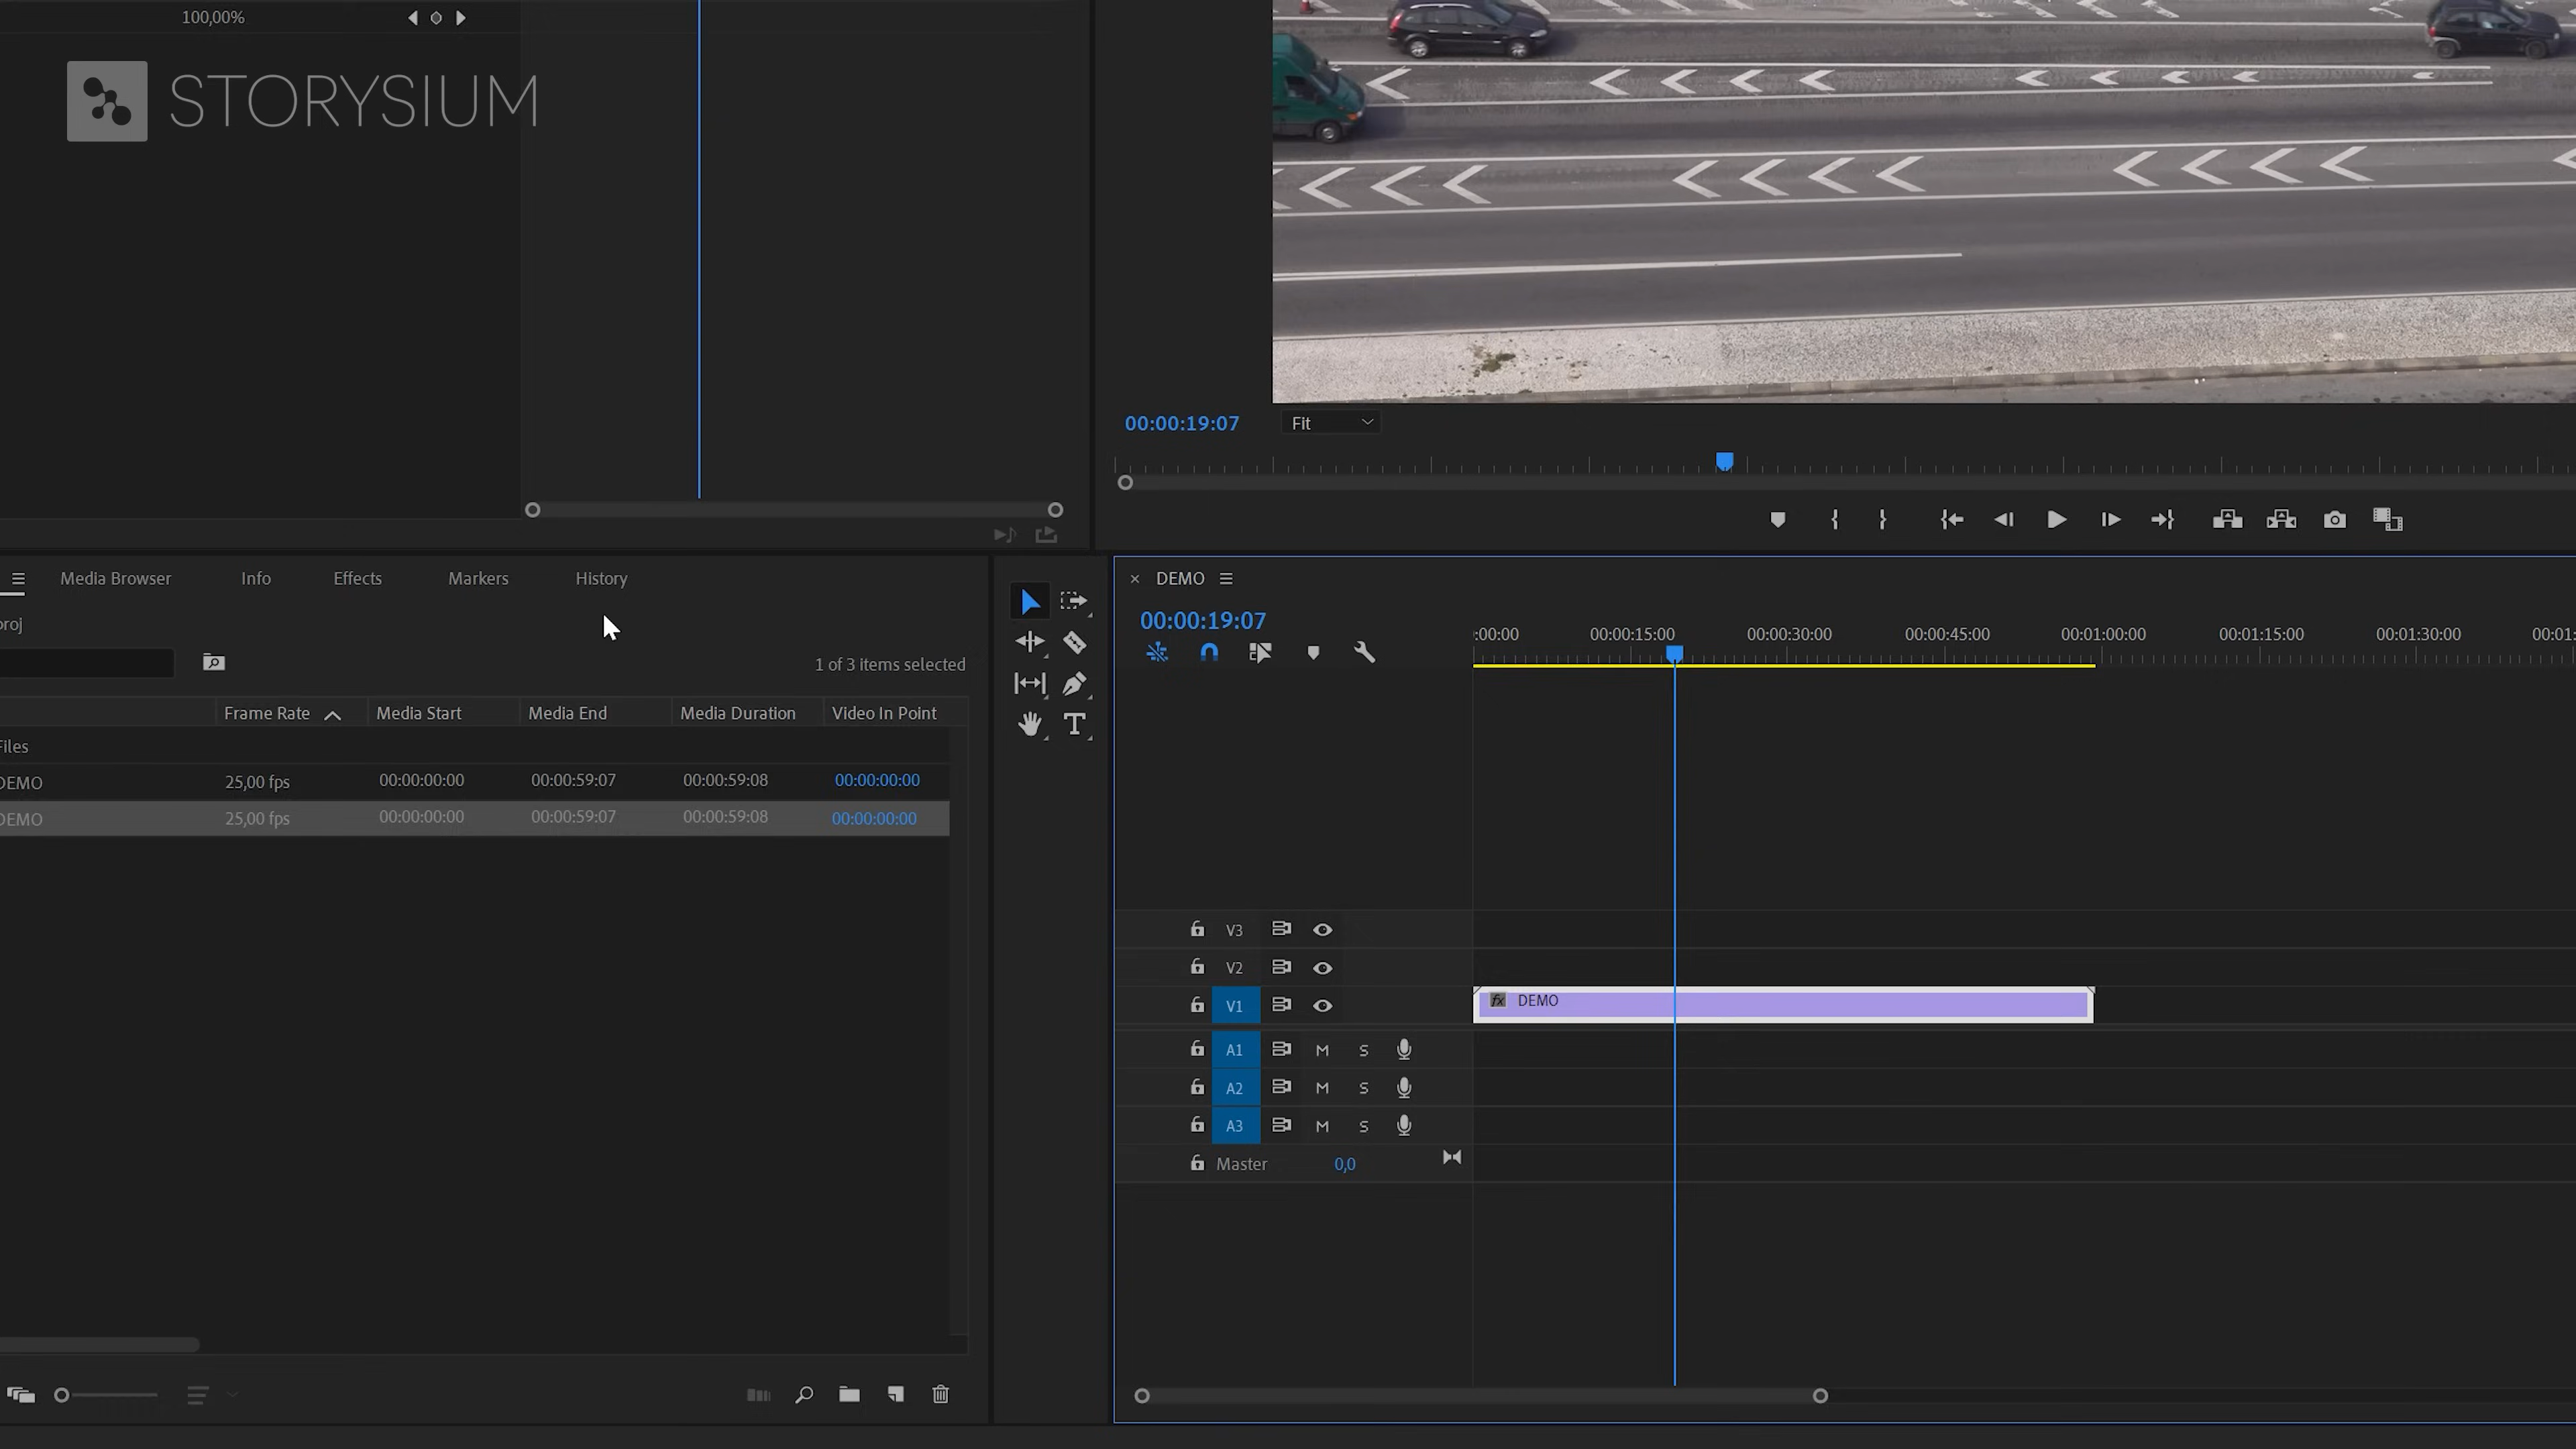 100,00%
STORYSIUM
00:00:19:07
Fit
Media Browser
Info
Effects
Markers
History
DEMO
00:00:19:07
:00:00
00:00:15:00
00:00:30:00
00:00:45:00
00:01:00:00
00:01:15:00
00:01:30:00
00:01:
roj
1 of 3 items selected
Frame Rate
Media Start
Media End
Media Duration
Video In Point
Files
DEMO
25,00 fps
00:00:00:00
00:00:59:07
00:00:59:08
00:00:00:00
DEMO
25,00 fps
00:00:00:00
00:00:59:07
00:00:59:08
00:00:00:00
V3
V2
V1
fx DEMO
A1 M S
A2 M S
A3 M S
Master 0,0